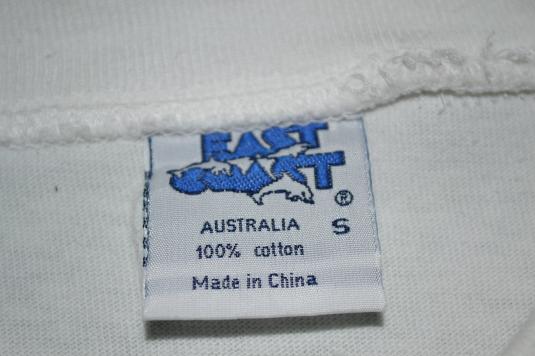 EAST
COAST ®
AUSTRALIA S
100% cotton
Made in China